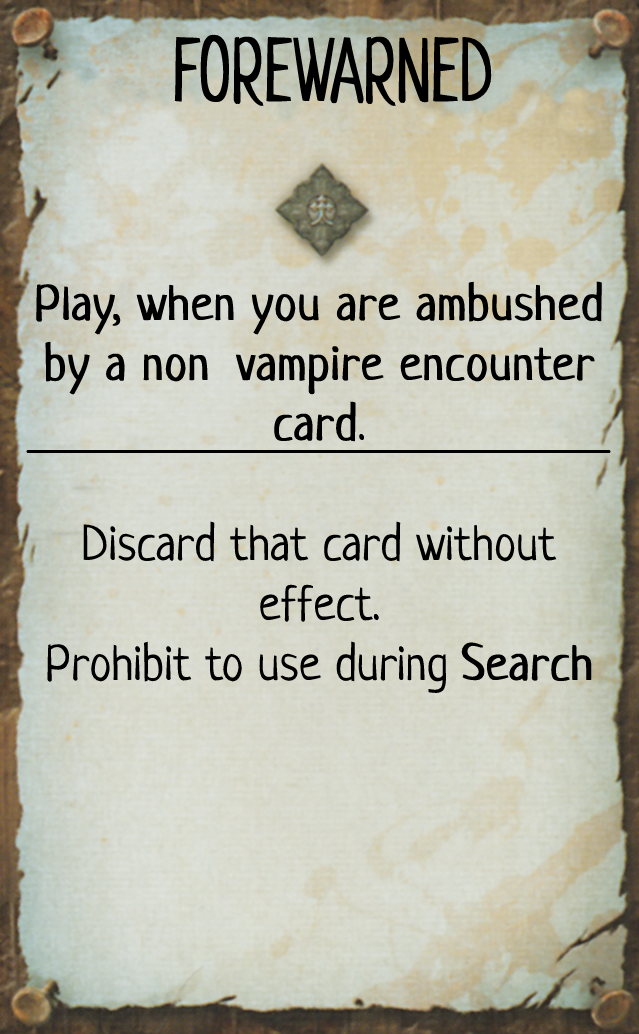 FOREWARNED
Play, when you are ambushed
by a non  vampire encounter
card.
Discard that card without
effect.
Prohibit to use during Search